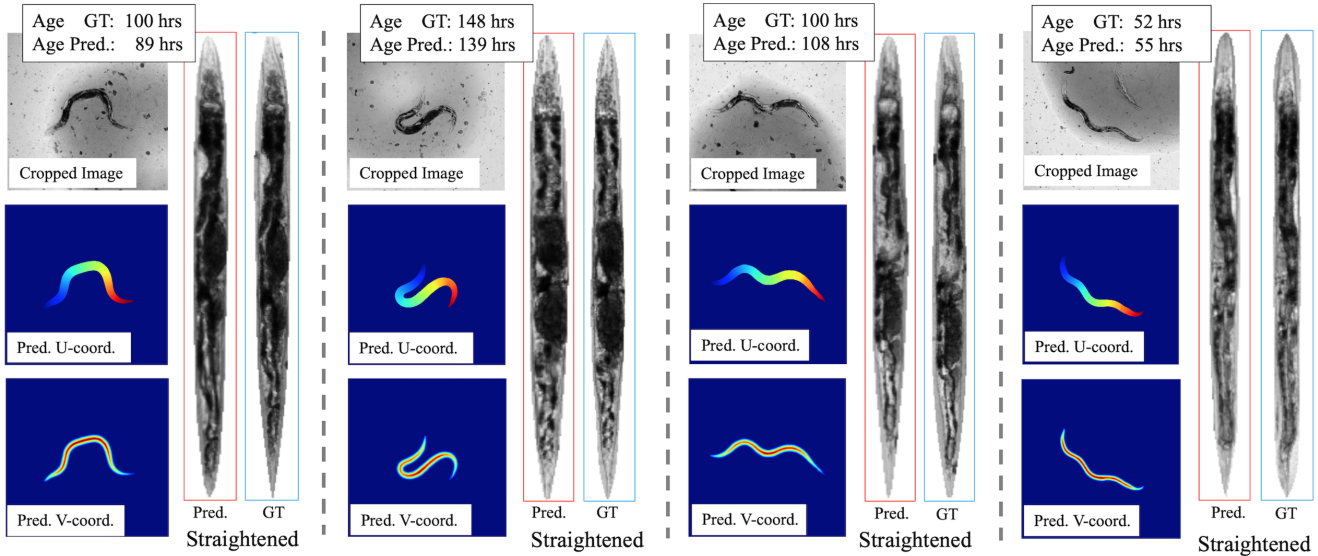 Age GT: 100 hrs
Age Pred.: 89 hrs
Cropped Image
Pred. U-coord.
Pred. V-coord.
Pred.
GT
Straightened
Age GT: 148 hrs
Age Pred.: 139 hrs
Cropped Image
Pred. U-coord.
Pred. V-coord.
Pred.
GT
Straightened
Age GT: 100 hrs
Age Pred.: 108 hrs
Cropped Image
Pred. U-coord.
Pred. V-coord.
Pred.
GT
Straightened
Age GT: 52 hrs
Age Pred.: 55 hrs
Cropped Image
Pred. U-coord.
Pred. V-coord.
Pred.
GT
Straightened